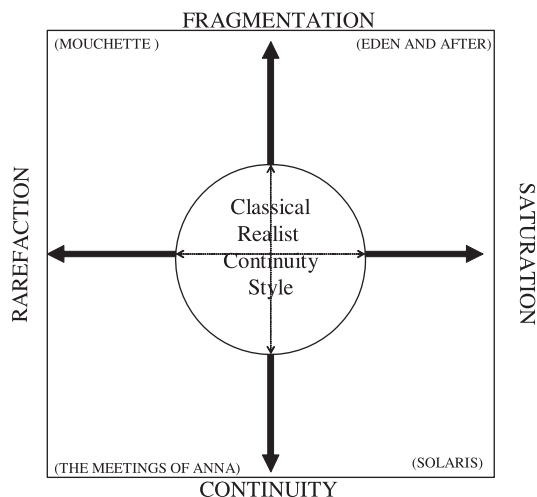 FRAGMENTATION
(MOUCHETTE )
(EDEN AND AFTER)
RAREFACTION
Classical
Realist
Continuity
Style
SATURATION
(THE MEETINGS OF ANNA)
(SOLARIS)
CONTINUITY